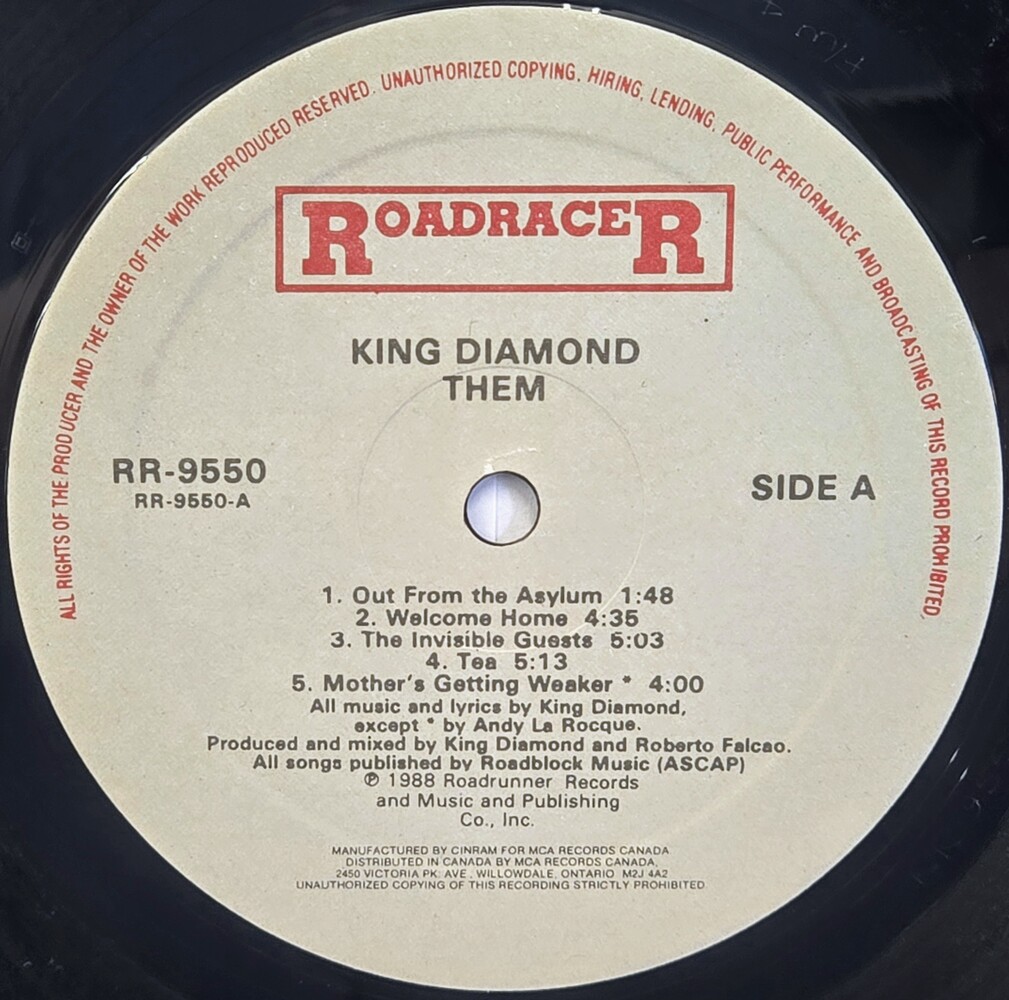 ALL RIGHTS OF THE PRODUCER AND THE OWNER OF THE WORK REPRODUCED RESERVED. UNAUTHORIZED COPYING, HIRING, LENDING, PUBLIC PERFORMANCE AND BROADCASTING OF THIS RECORD PROHIBITED.
ROADRACER
KING DIAMOND
THEM
RR-9550
RR-9550-A
SIDE A
1. Out From the Asylum 1:48
2. Welcome Home 4:35
3. The Invisible Guests 5:03
4. Tea 5:13
5. Mother's Getting Weaker * 4:00
All music and lyrics by King Diamond,
except * by Andy La Rocque.
Produced and mixed by King Diamond and Roberto Falcao.
All songs published by Roadblock Music (ASCAP)
℗ 1988 Roadrunner Records
and Music and Publishing
Co., Inc.
MANUFACTURED BY CINRAM FOR MCA RECORDS CANADA
DISTRIBUTED IN CANADA BY MCA RECORDS CANADA,
2450 VICTORIA PK. AVE., WILLOWDALE, ONTARIO M2J 4A2
UNAUTHORIZED COPYING OF THIS RECORDING STRICTLY PROHIBITED